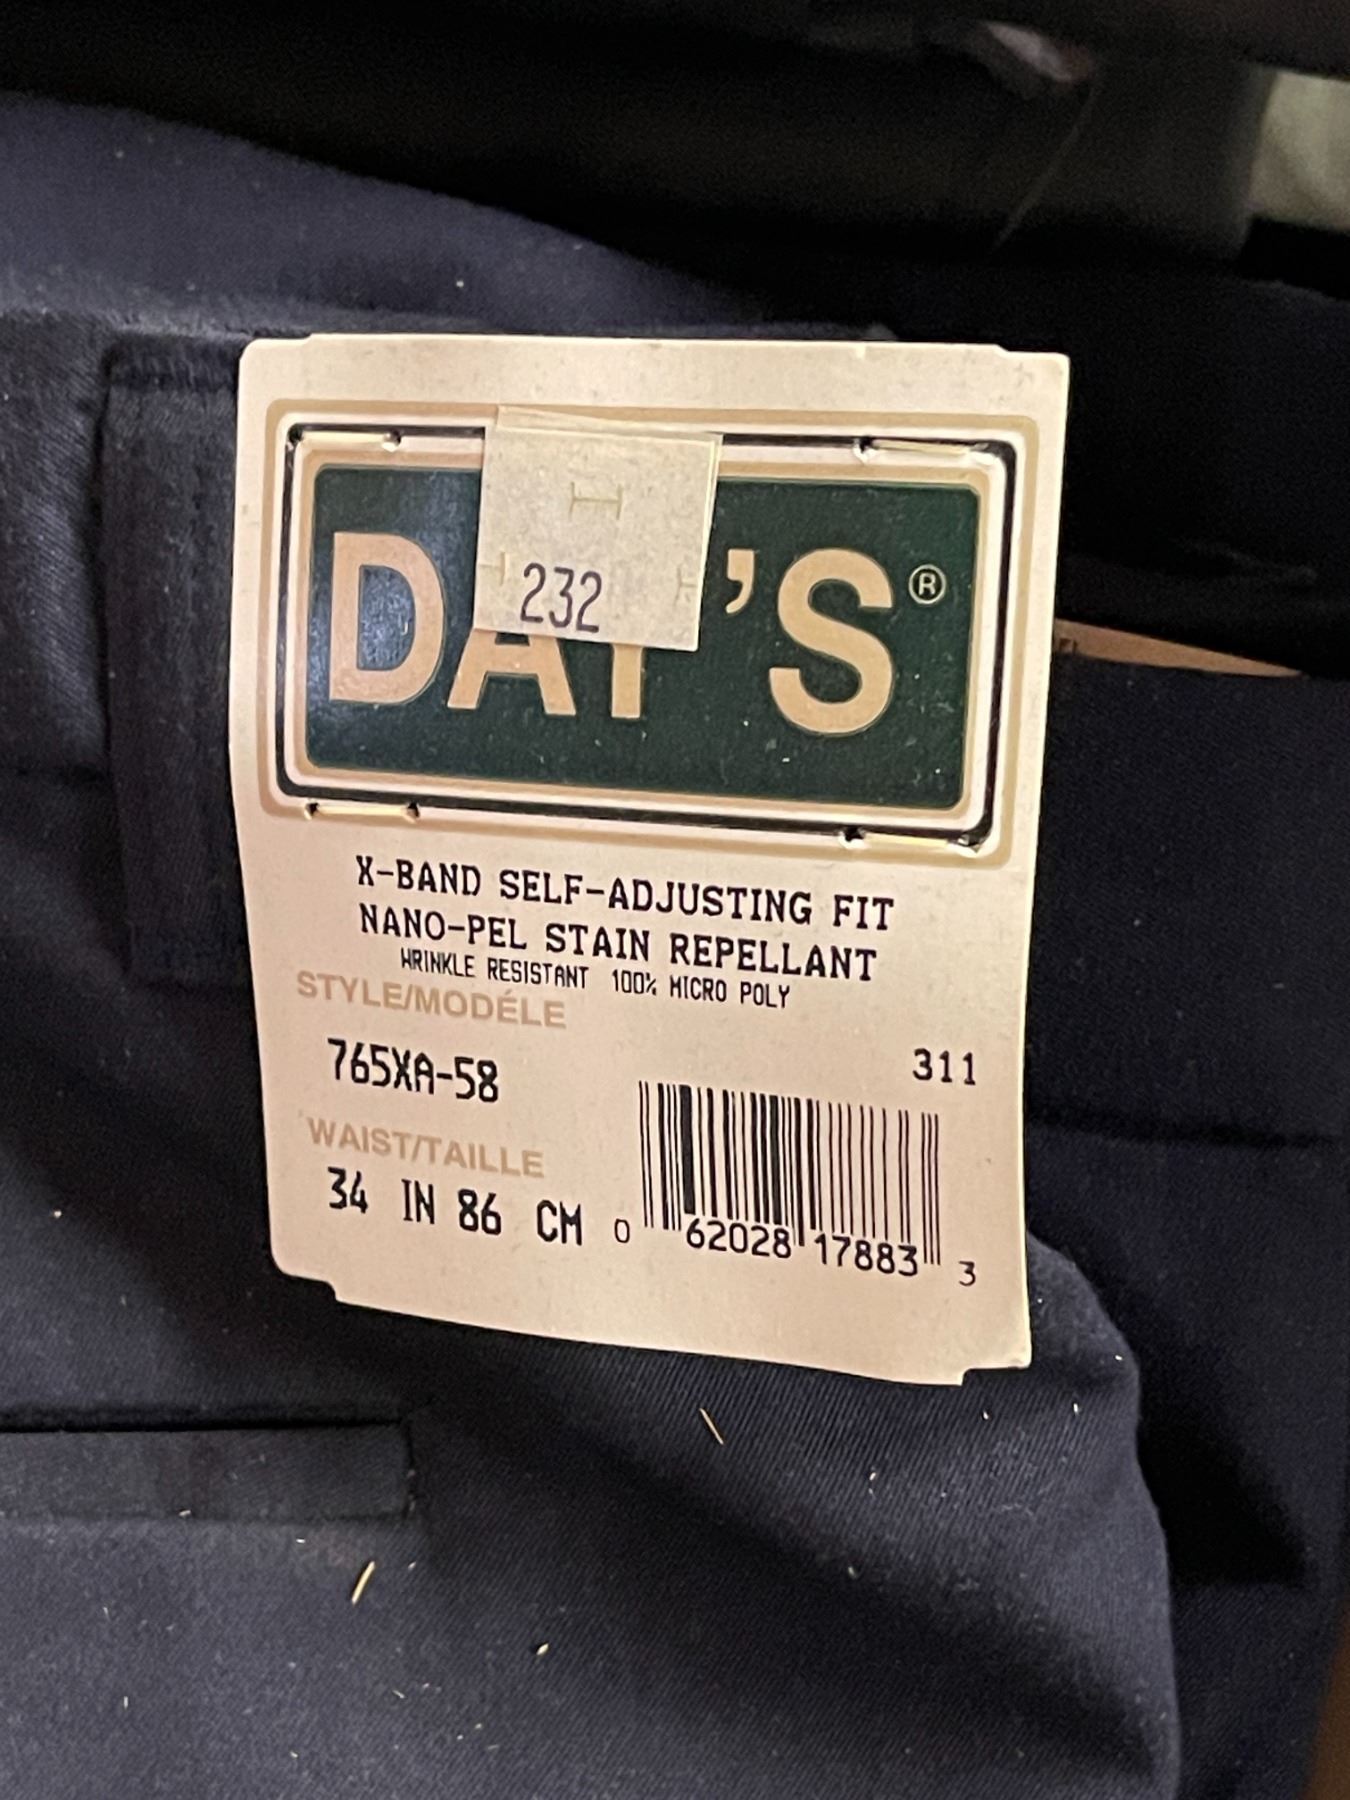 DAY'S®
232
X-BAND SELF-ADJUSTING FIT
NANO-PEL STAIN REPELLANT
WRINKLE RESISTANT 100% MICRO POLY
STYLE/MODÉLE
765XA-58
311
WAIST/TAILLE
34 IN 86 CM
0 62028 17883 3